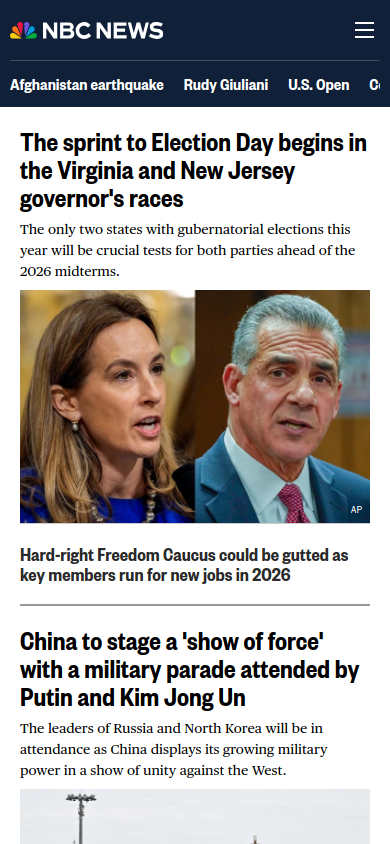 NBC NEWS
Afghanistan earthquake Rudy Giuliani U.S. Open
The sprint to Election Day begins in
the Virginia and New Jersey
governor's races
The only two states with gubernatorial elections this
year will be crucial tests for both parties ahead of the
2026 midterms.
AP
Hard-right Freedom Caucus could be gutted as
key members run for new jobs in 2026
China to stage a 'show of force'
with a military parade attended by
Putin and Kim Jong Un
The leaders of Russia and North Korea will be in
attendance as China displays its growing military
power in a show of unity against the West.